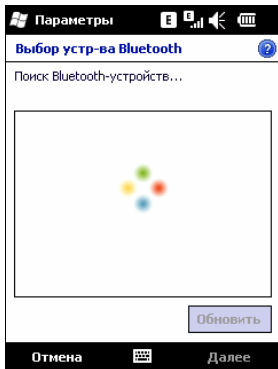 Параметры
Выбор устр-ва Bluetooth
Поиск Bluetooth-устройств...
Обновить
Отмена Далее